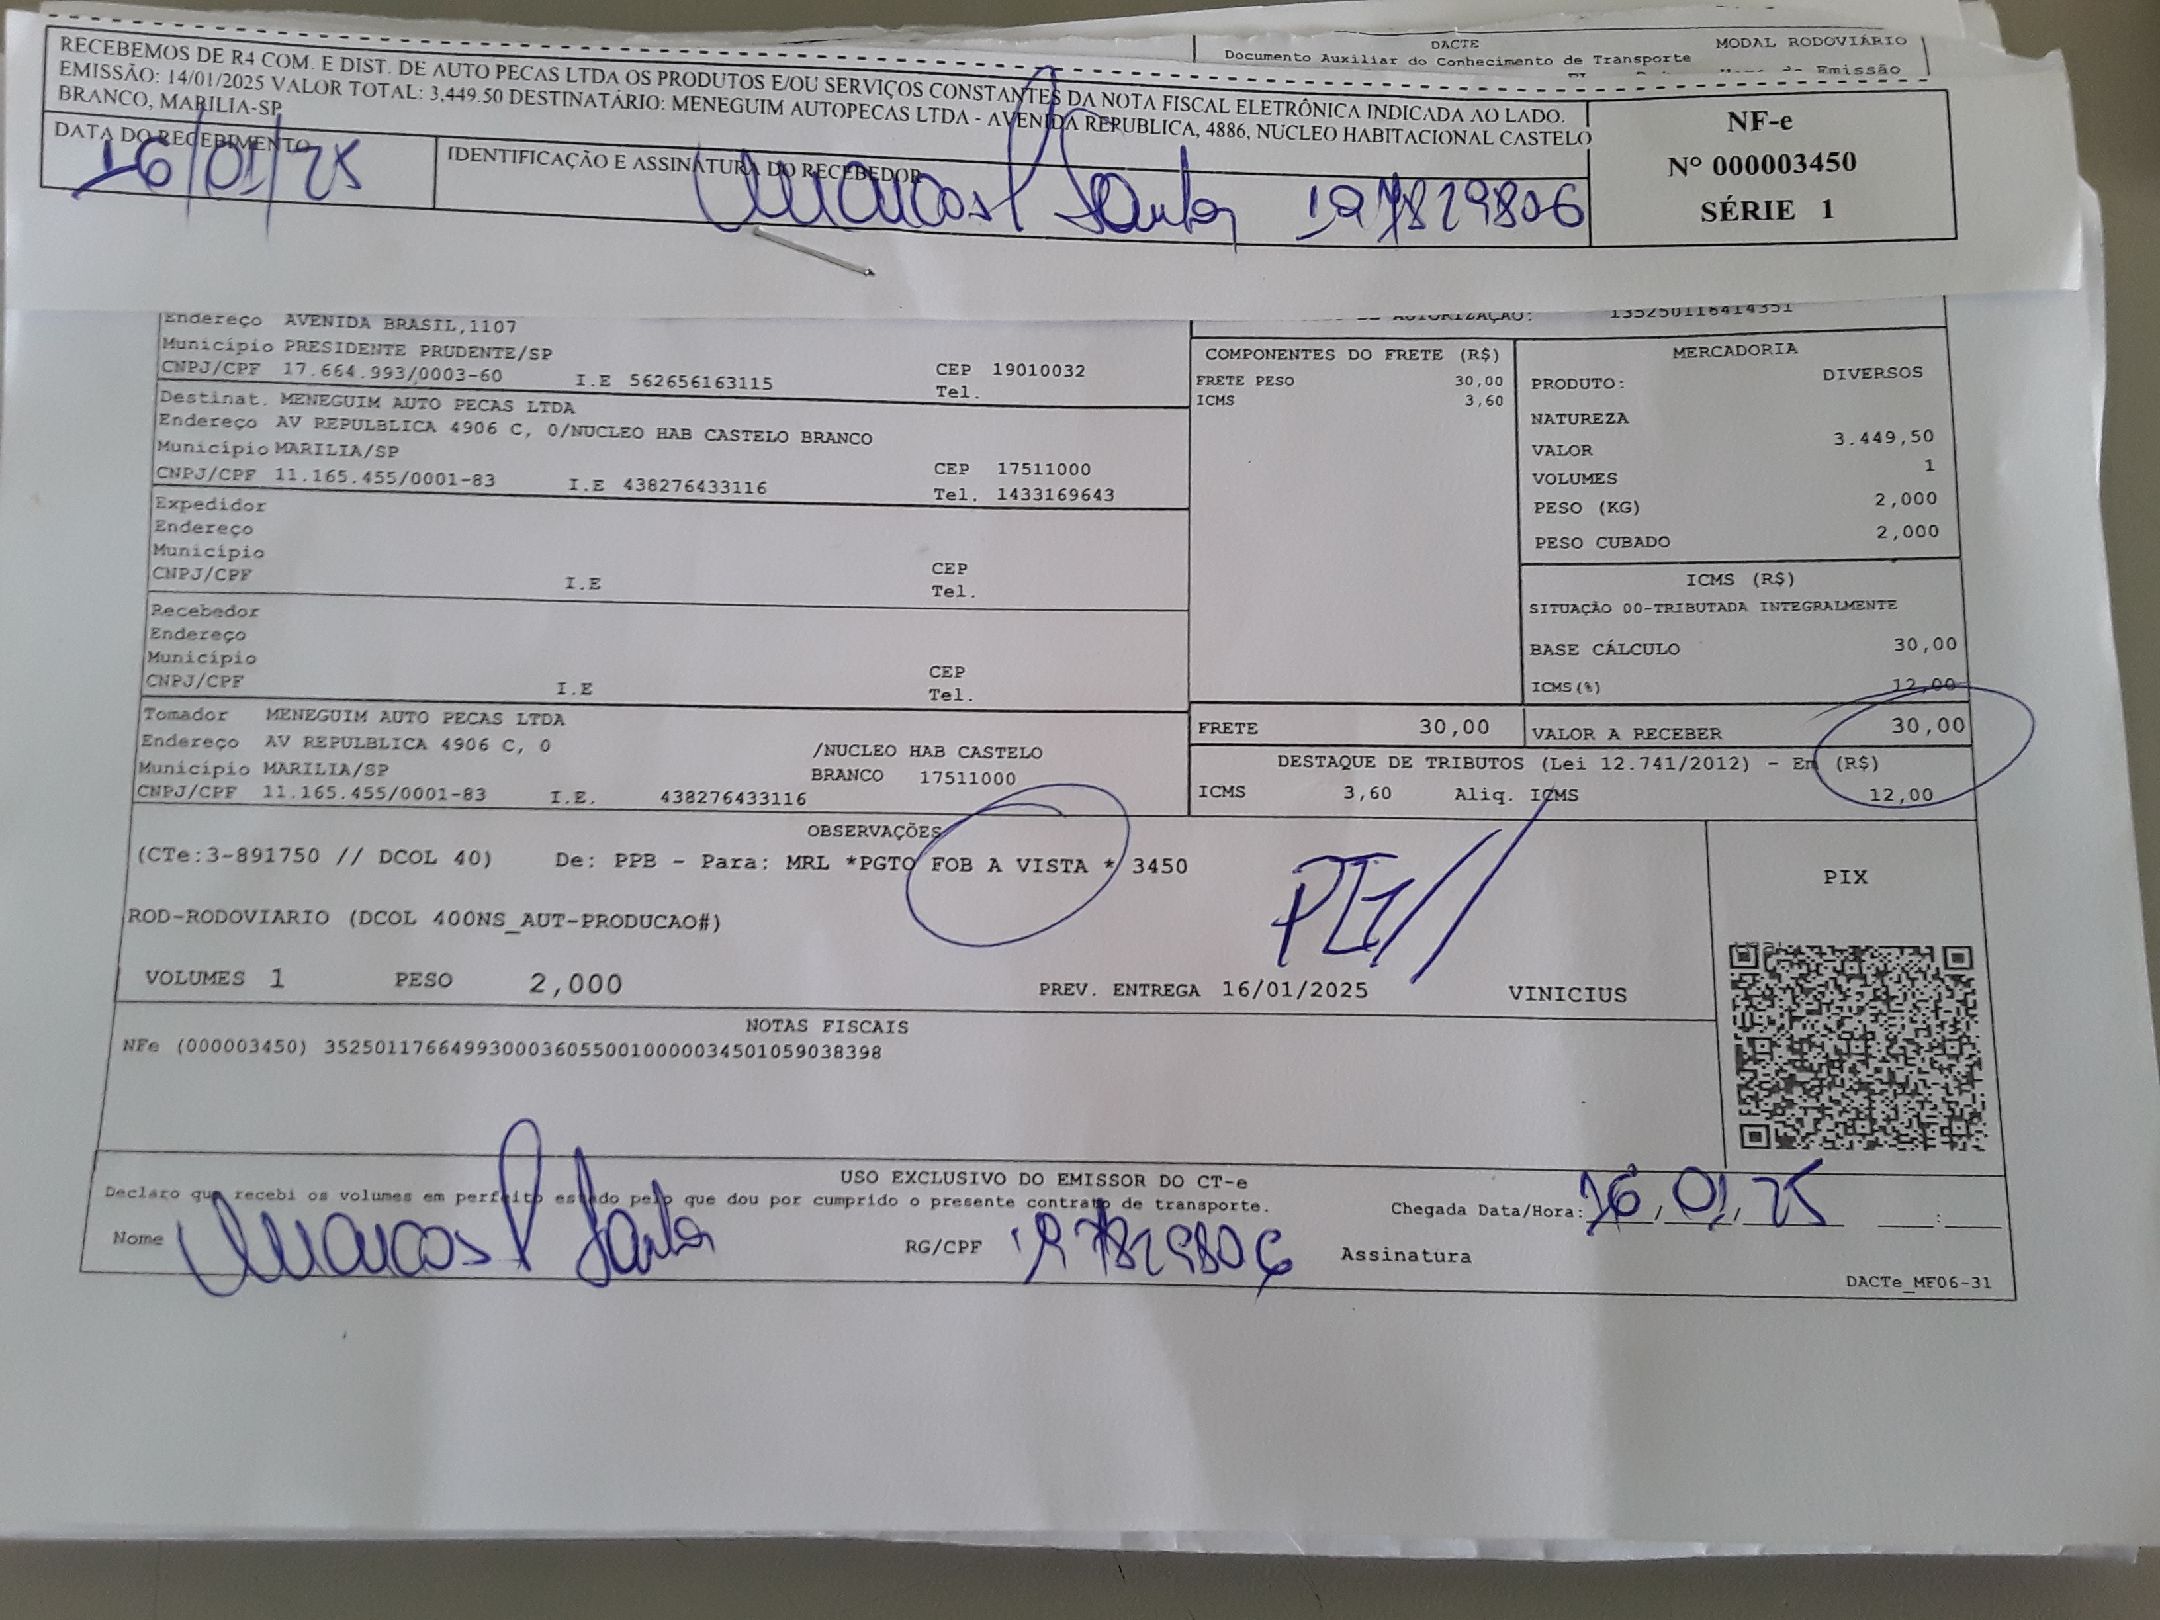 DACTE
MODAL RODOVIÁRIO
Documento Auxiliar do Conhecimento de Transporte
Emissão
RECEBEMOS DE R4 COM. E DIST. DE AUTO PECAS LTDA OS PRODUTOS E/OU SERVIÇOS CONSTANTES DA NOTA FISCAL ELETRÔNICA INDICADA AO LADO.
EMISSÃO: 14/01/2025 VALOR TOTAL: 3,449.50 DESTINATÁRIO: MENEGUIM AUTOPECAS LTDA - AVENIDA REPUBLICA, 4886, NUCLEO HABITACIONAL CASTELO
BRANCO, MARILIA-SP
DATA DO RECEBIMENTO
16/01/25
IDENTIFICAÇÃO E ASSINATURA DO RECEBEDOR
Marcos P Santos 197829806
NF-e
Nº 000003450
SÉRIE 1
Endereço AVENIDA BRASIL,1107
Município PRESIDENTE PRUDENTE/SP
CEP 19010032
CNPJ/CPF 17.664.993/0003-60 I.E 562656163115
Tel.
Destinat. MENEGUIM AUTO PECAS LTDA
Endereço AV REPULBLICA 4906 C, 0/NUCLEO HAB CASTELO BRANCO
Município MARILIA/SP
CEP 17511000
CNPJ/CPF 11.165.455/0001-83 I.E 438276433116
Tel. 1433169643
Expedidor
Endereço
Município
CEP
CNPJ/CPF I.E
Tel.
Recebedor
Endereço
Município
CEP
CNPJ/CPF I.E
Tel.
Tomador MENEGUIM AUTO PECAS LTDA
Endereço AV REPULBLICA 4906 C, 0 /NUCLEO HAB CASTELO
Município MARILIA/SP BRANCO 17511000
CNPJ/CPF 11.165.455/0001-83 I.E. 438276433116
DE AUTORIZAÇÃO: 135250116414351
COMPONENTES DO FRETE (R$)
FRETE PESO 30,00
ICMS 3,60
MERCADORIA
PRODUTO: DIVERSOS
NATUREZA
VALOR 3.449,50
VOLUMES 1
PESO (KG) 2,000
PESO CUBADO 2,000
ICMS (R$)
SITUAÇÃO 00-TRIBUTADA INTEGRALMENTE
BASE CÁLCULO 30,00
ICMS(%) 12,00
FRETE 30,00 VALOR A RECEBER 30,00
DESTAQUE DE TRIBUTOS (Lei 12.741/2012) - Em (R$)
ICMS 3,60 Aliq. ICMS 12,00
OBSERVAÇÕES
(CTe:3-891750 // DCOL 40) De: PPB - Para: MRL *PGTO FOB A VISTA * 3450
ROD-RODOVIARIO (DCOL 400NS_AUT-PRODUCAO#)
VOLUMES 1 PESO 2,000
PREV. ENTREGA 16/01/2025 VINICIUS
PIX
NOTAS FISCAIS
NFe (000003450) 35250117664993000360550010000034501059038398
USO EXCLUSIVO DO EMISSOR DO CT-e
Declaro que recebi os volumes em perfeito estado pelo que dou por cumprido o presente contrato de transporte.
Chegada Data/Hora: 16,01,25 :
Nome Marcos P Santos RG/CPF 197829806 Assinatura
DACTe_MF06-31